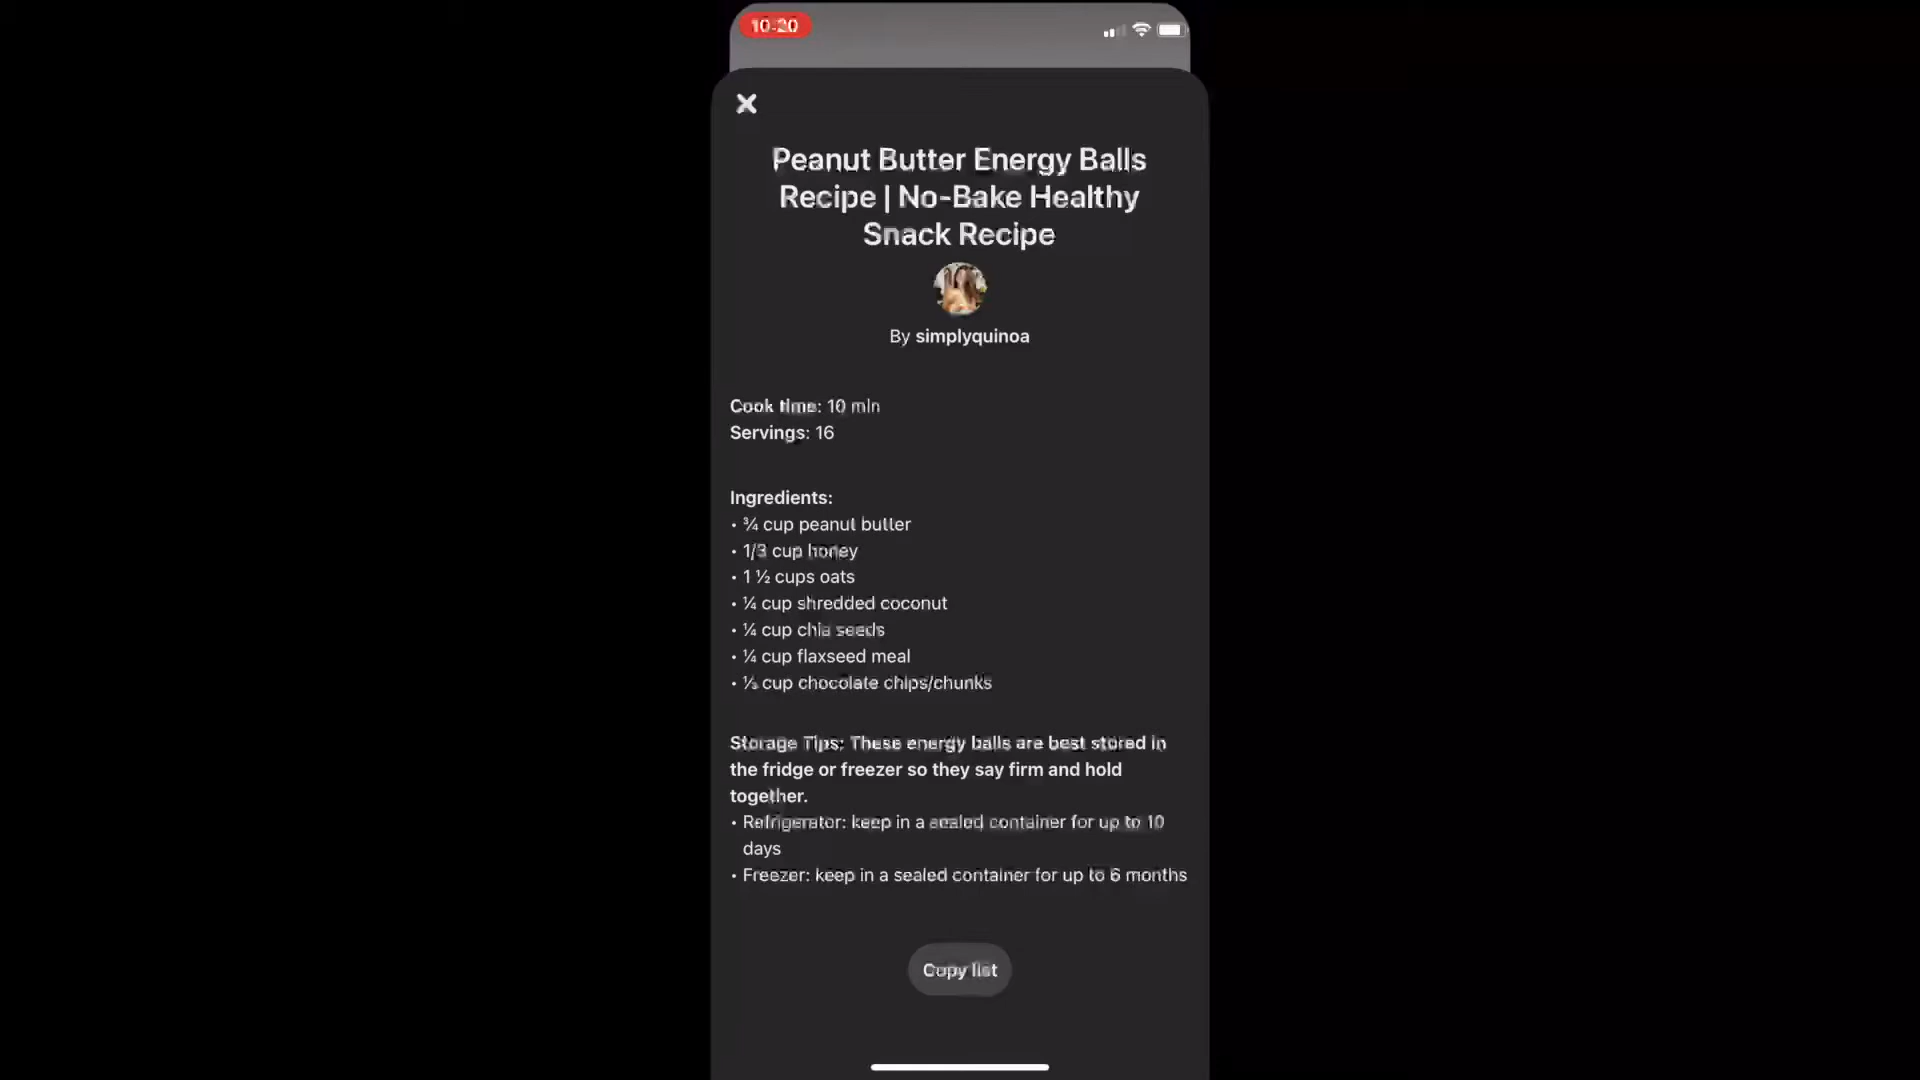 10:20
Peanut Butter Energy Balls
Recipe | No-Bake Healthy
Snack Recipe
By simplyquinoa
Cook time: 10 min
Servings: 16
Ingredients:
• ¾ cup peanut butter
• 1/3 cup honey
• 1 ½ cups oats
• ¼ cup shredded coconut
• ¼ cup chia seeds
• ¼ cup flaxseed meal
• ⅓ cup chocolate chips/chunks
Storage Tips: These energy balls are best stored in
the fridge or freezer so they say firm and hold
together.
• Refrigerator: keep in a sealed container for up to 10
days
• Freezer: keep in a sealed container for up to 6 months
Copy list